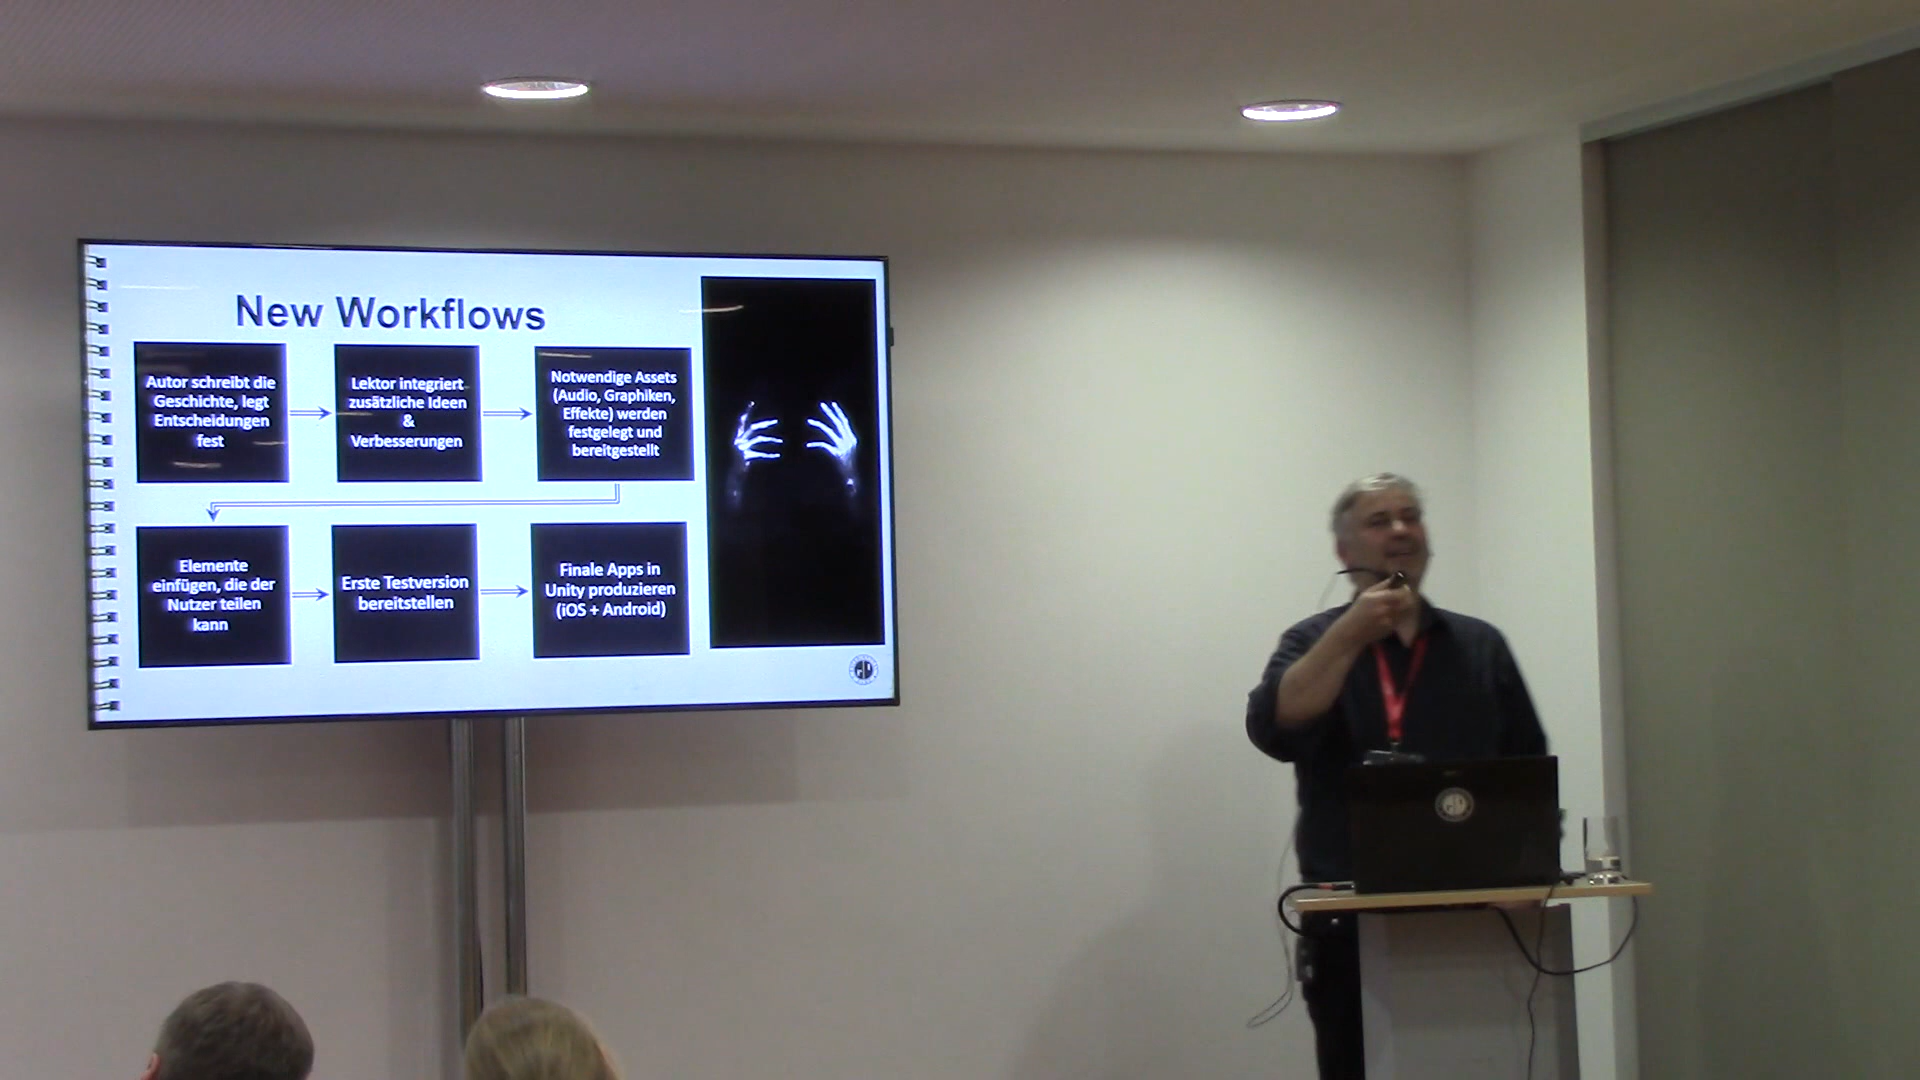 New Workflows
Autor schreibt die
Geschichte, legt
Entscheidungen
fest
Lektor integriert
zusätzliche Ideen
&
Verbesserungen
Notwendige Assets
(Audio, Graphiken,
Effekte) werden
festgelegt und
bereitgestellt
Elemente
einfügen, die der
Nutzer teilen
kann
Erste Testversion
bereitstellen
Finale Apps in
Unity produzieren
(iOS + Android)